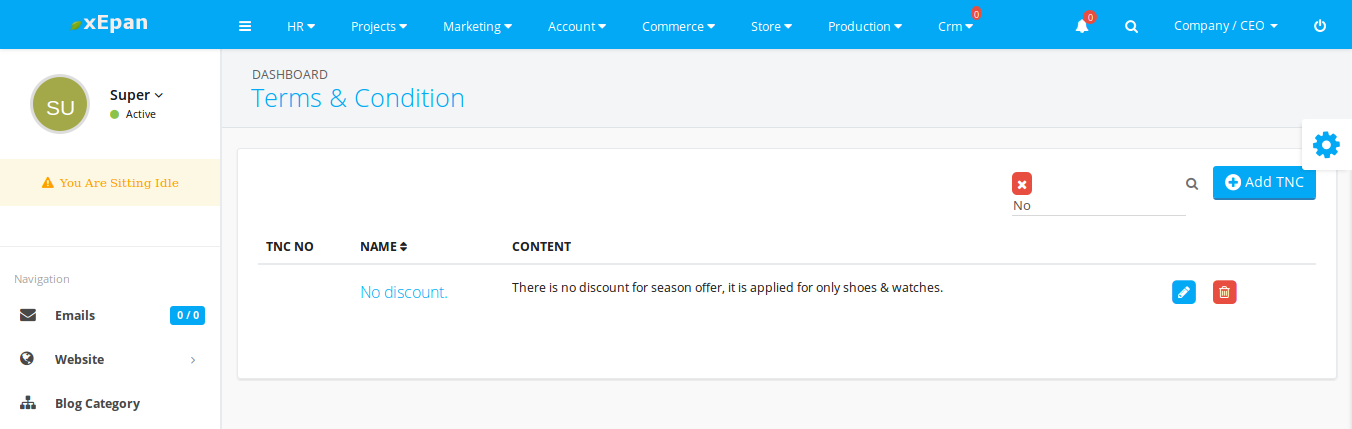 xEpan
HR
Projects
Marketing
Account
Commerce
Store
Production
Crm
0
0
Company / CEO
SU
Super
Active
You Are Sitting Idle
Navigation
Emails
0 / 0
Website
Blog Category
DASHBOARD
Terms & Condition
No
Add TNC
TNC NO NAME CONTENT
No discount. There is no discount for season offer, it is applied for only shoes & watches.